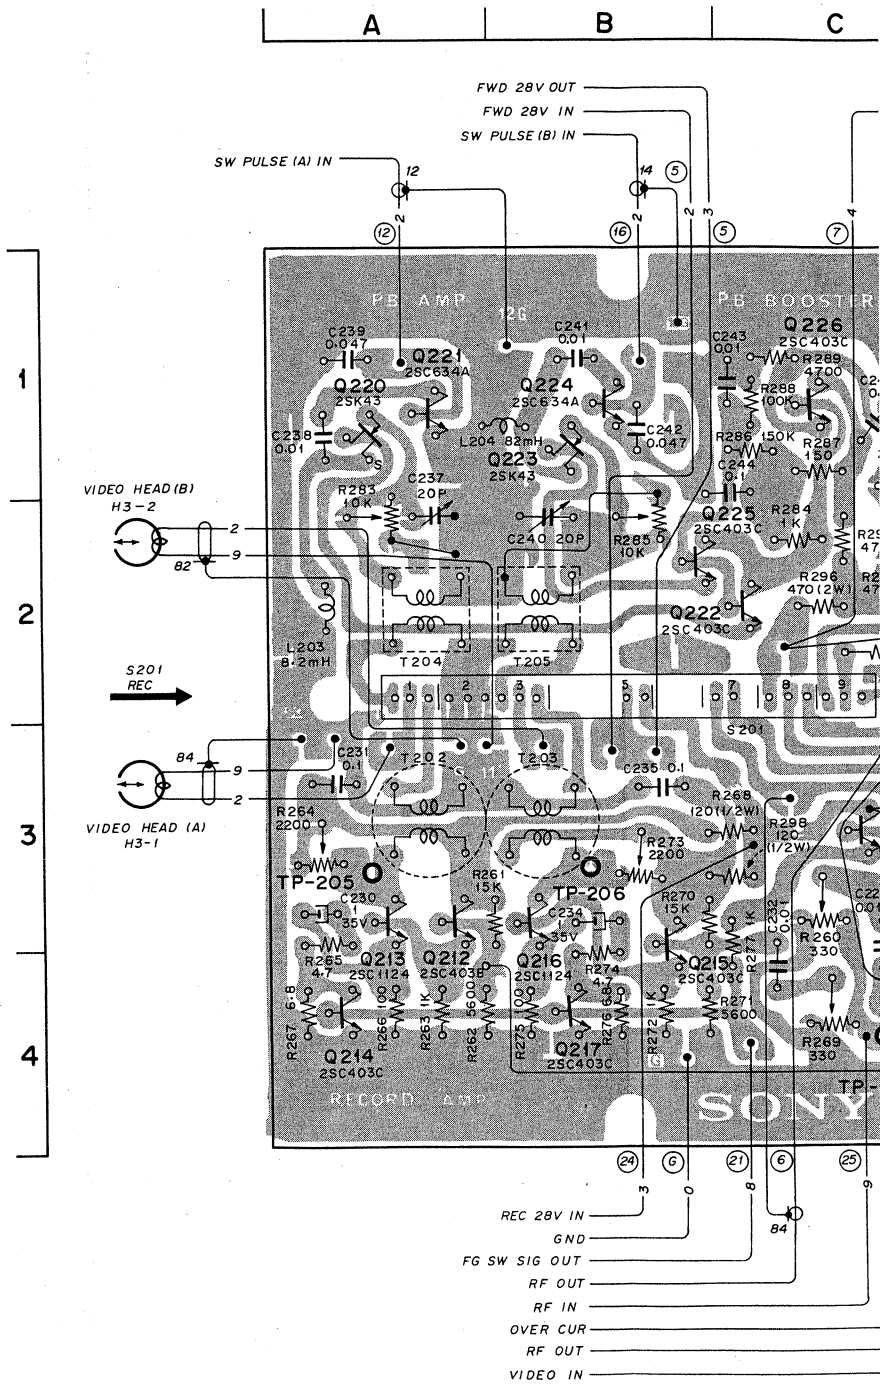 A B C
FWD 28V OUT
FWD 28V IN
SW PULSE (B) IN
SW PULSE (A) IN
12
14
5
2
2
2
3
4
12
16
5
7
PB AMP
12G
PB BOOSTER
C239
0.047
C241
0.01
C243
0.01
Q226
2SC403C
Q221
2SC634A
R289
4700
1
Q220
2SK43
Q224
2SC634A
R288
100K
C238
0.01
L204 82mH
C242
0.047
R286 150K
R287
150
Q223
2SK43
S
C244
0.1
R283
10K
C237
20P
VIDEO HEAD (B)
H3-2
C240 20P
R285
10K
Q225
2SC403C
R284
1K
2
9
82
R296
470 (2W)
2
Q222
2SC403C
L203
8.2mH
T204
T205
S201
REC
1 2 3 5 7 8 9
S201
84
C231
0.1
T202
T203
11
C235 0.1
9
2
R268
120 (1/2W)
R264
2200
R298
120
(1/2W)
VIDEO HEAD (A)
H3-1
3
R273
2200
R261
15K
TP-205
TP-206
C230
1
35V
C234
1
35V
R270
15K
R277 1K
C232
0.01
R260
330
R265
4.7
Q213
2SC1124
Q212
2SC403B
Q216
2SC1124
R274
4.7
Q215
2SC403C
R267 6.8
R266 100
R263 1K
R262 5600
R275 100
R276 6.8
R272 1K
R271
5600
R269
330
4
Q214
2SC403C
Q217
2SC403C
G
TP-
RECORD AMP
SONY
24
G
21
6
25
3
0
8
9
REC 28V IN
84
GND
FG SW SIG OUT
RF OUT
RF IN
OVER CUR
RF OUT
VIDEO IN